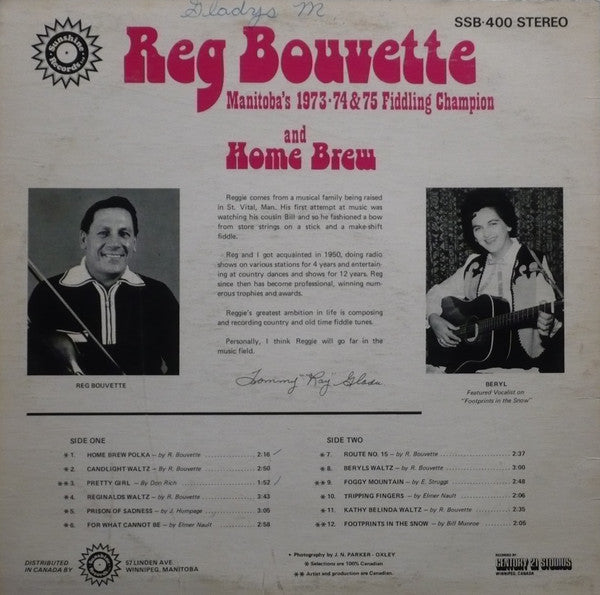 Gladys M
Sunshine Records Ltd.
SSB·400 STEREO
Reg Bouvette
Manitoba's 1973·74 & 75 Fiddling Champion
and
Home Brew
Reggie comes from a musical family being raised
in St. Vital, Man. His first attempt at music was
watching his cousin Bill and so he fashioned a bow
from store strings on a stick and a make-shift
fiddle.
Reg and I got acquainted in 1950, doing radio
shows on various stations for 4 years and entertain-
ing at country dances and shows for 12 years. Reg
since then has become professional, winning num-
erous trophies and awards.
Reggie's greatest ambition in life is composing
and recording country and old time fiddle tunes.
Personally, I think Reggie will go far in the
music field.
Tommy "Ray" Gladu
REG BOUVETTE
BERYL
Featured Vocalist on
"Footprints in the Snow"
SIDE ONE
*1. HOME BREW POLKA – by R. Bouvette 2:16
*2. CANDLIGHT WALTZ – By R. Bouvette 2:50
**3. PRETTY GIRL – By Don Rich 1:52
*4. REGINALDS WALTZ – by R. Bouvette 3:43
*5. PRISON OF SADNESS – by J. Hompage 3:05
*6. FOR WHAT CANNOT BE – by Elmer Nault 2:58
SIDE TWO
*7. ROUTE NO. 15 – by R. Bouvette 2:37
*8. BERYLS WALTZ – by R. Bouvette 3:00
**9. FOGGY MOUNTAIN – by E. Struggs 2:48
*10. TRIPPING FINGERS – by Elmer Nault 2:06
*11. KATHY BELINDA WALTZ – by R. Bouvette 2:35
**12. FOOTPRINTS IN THE SNOW – by Bill Munroe 2:05
DISTRIBUTED
IN CANADA BY
57 LINDEN AVE.
WINNIPEG, MANITOBA
• Photography by J. N. PARKER - OXLEY
* Selections are 100% Canadian
** Artist and production are Canadian.
CENTURY 21 STUDIOS
WINNIPEG, CANADA